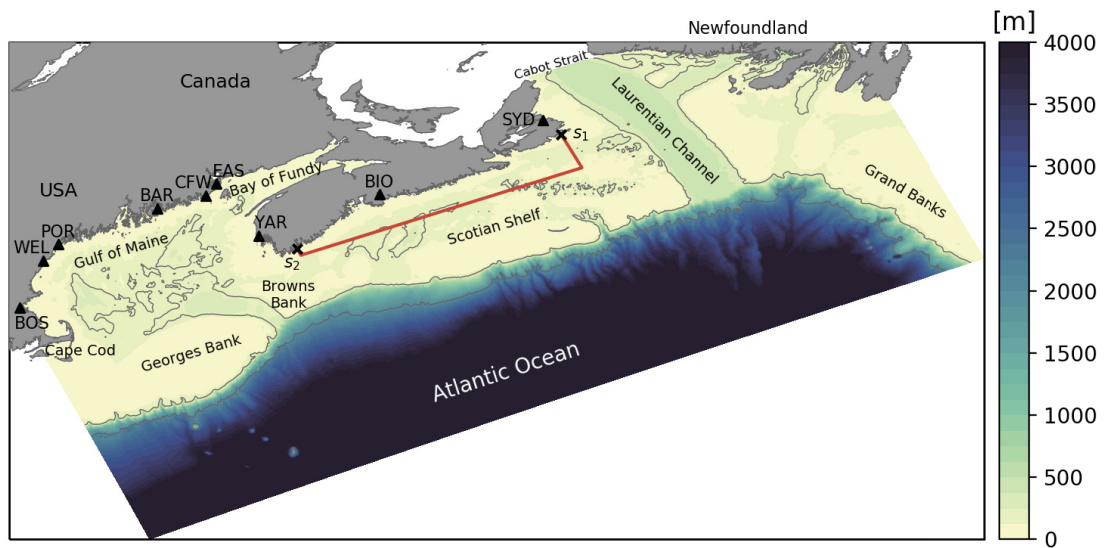 Newfoundland
[m]
Canada
Cabot Strait
Laurentian Channel
SYD
S1
USA
CFW
EAS
Bay of Fundy
BAR
BIO
Grand Banks
YAR
POR
WEL
Gulf of Maine
Scotian Shelf
S2
Browns
Bank
BOS
Cape Cod
Georges Bank
Atlantic Ocean
4000
3500
3000
2500
2000
1500
1000
500
0